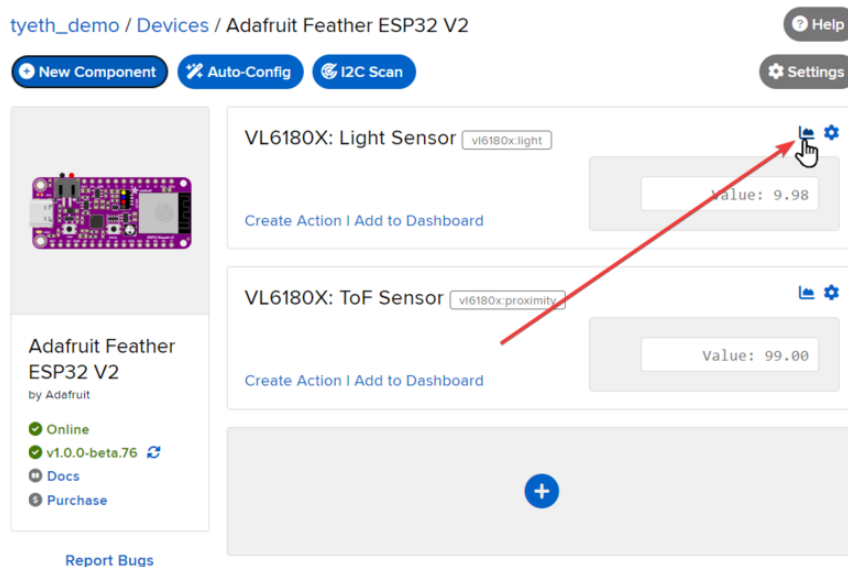 tyeth_demo / Devices / Adafruit Feather ESP32 V2
Help
New Component
Auto-Config
I2C Scan
Settings
VL6180X: Light Sensor
vl6180x:light
Value: 9.98
Create Action | Add to Dashboard
VL6180X: ToF Sensor
vl6180x:proximity
Value: 99.00
Create Action | Add to Dashboard
Adafruit Feather
ESP32 V2
by Adafruit
Online
v1.0.0-beta.76
Docs
Purchase
Report Bugs